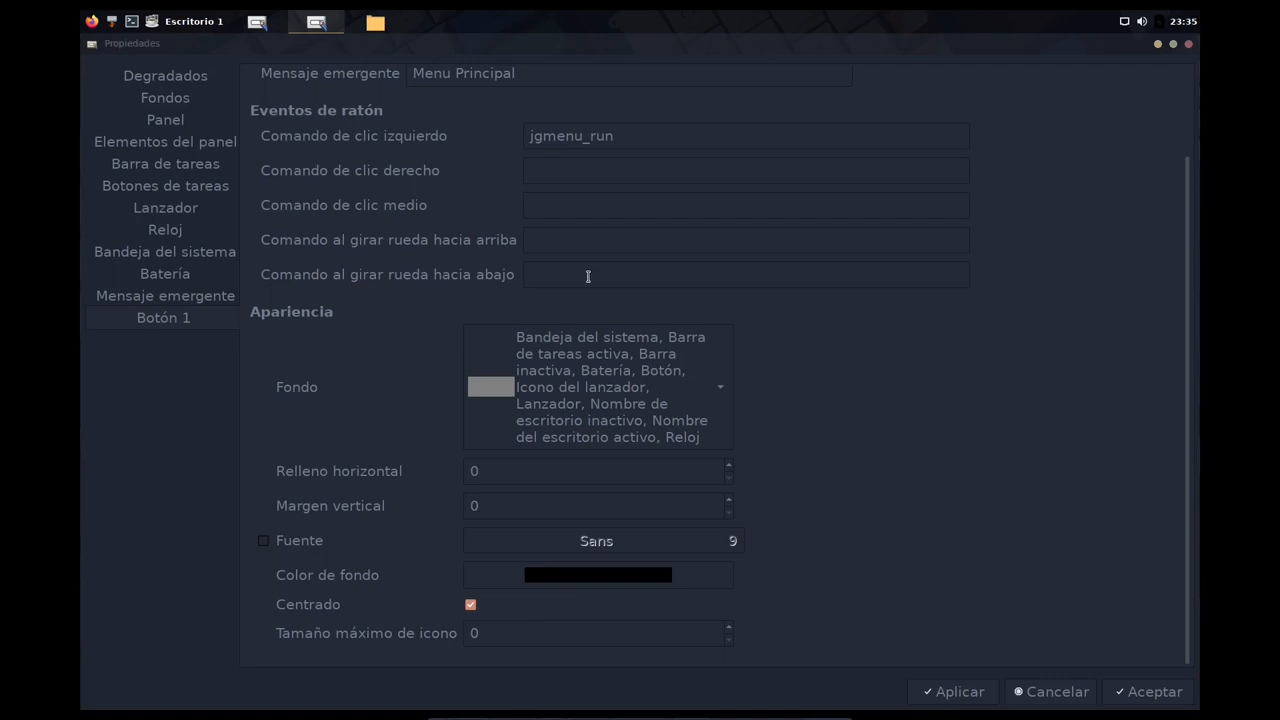 Escritorio 1
23:35
Propiedades
Degradados
Fondos
Panel
Elementos del panel
Barra de tareas
Botones de tareas
Lanzador
Reloj
Bandeja del sistema
Batería
Mensaje emergente
Botón 1
Mensaje emergente Menu Principal
Eventos de ratón
Comando de clic izquierdo jgmenu_run
Comando de clic derecho
Comando de clic medio
Comando al girar rueda hacia arriba
Comando al girar rueda hacia abajo
Apariencia
Fondo
Bandeja del sistema, Barra
de tareas activa, Barra
inactiva, Batería, Botón,
Icono del lanzador,
Lanzador, Nombre de
escritorio inactivo, Nombre
del escritorio activo, Reloj
Relleno horizontal 0
Margen vertical 0
Fuente Sans 9
Color de fondo
Centrado
Tamaño máximo de icono 0
Aplicar Cancelar Aceptar